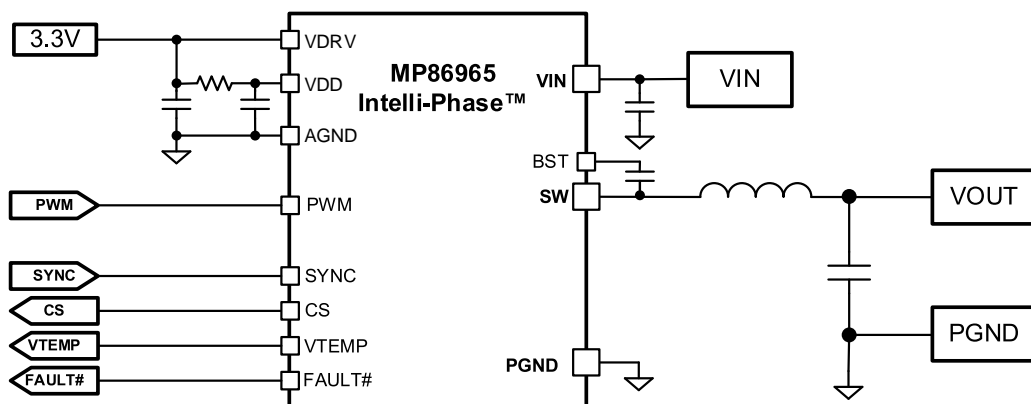 3.3V
VDRV
VDD
AGND
MP86965
Intelli-Phase™
VIN
VIN
BST
SW
VOUT
PWM
PWM
SYNC
SYNC
CS
CS
VTEMP
VTEMP
FAULT#
FAULT#
PGND
PGND